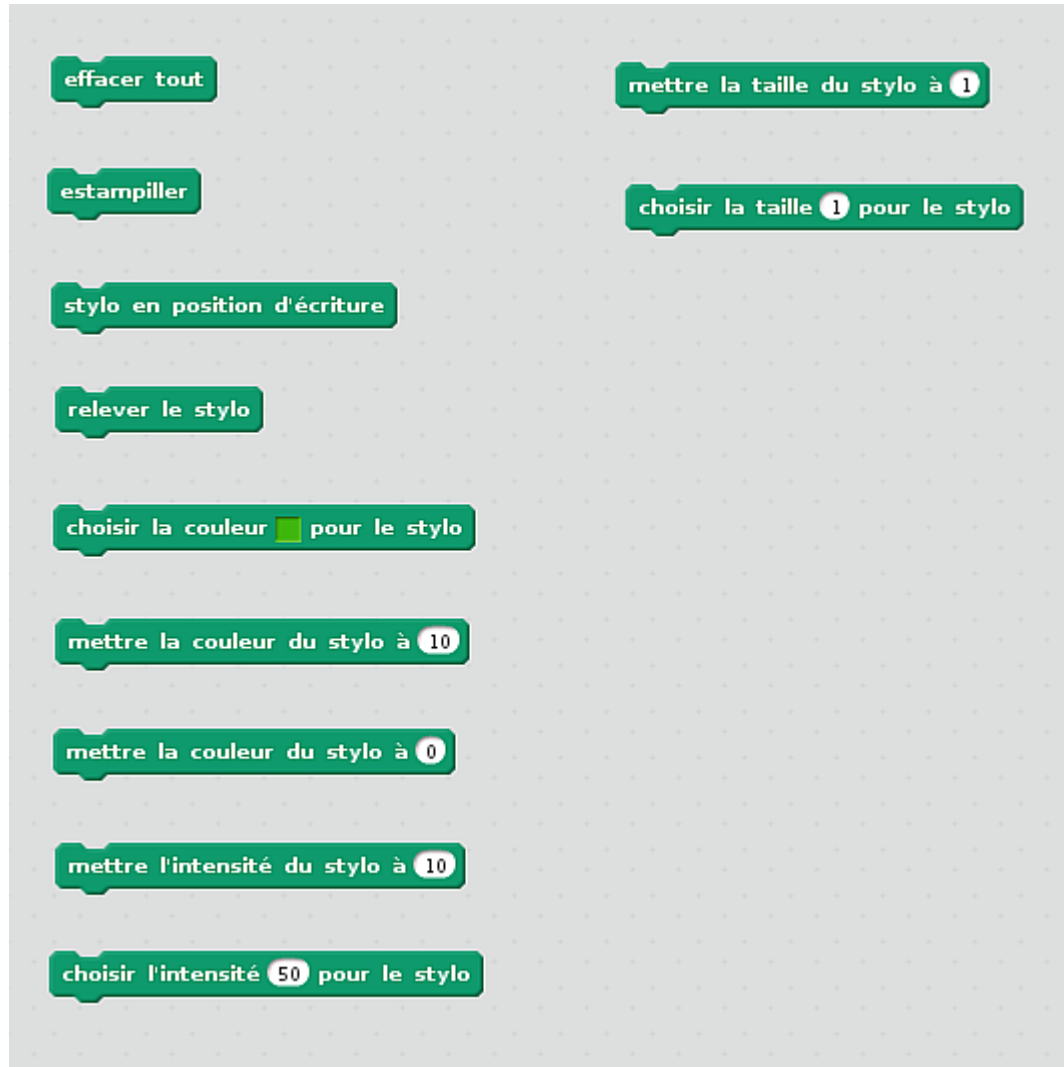 effacer tout
estampiller
stylo en position d'écriture
relever le stylo
choisir la couleur pour le stylo
mettre la couleur du stylo à 10
mettre la couleur du stylo à 0
mettre l'intensité du stylo à 10
choisir l'intensité 50 pour le stylo
mettre la taille du stylo à 1
choisir la taille 1 pour le stylo